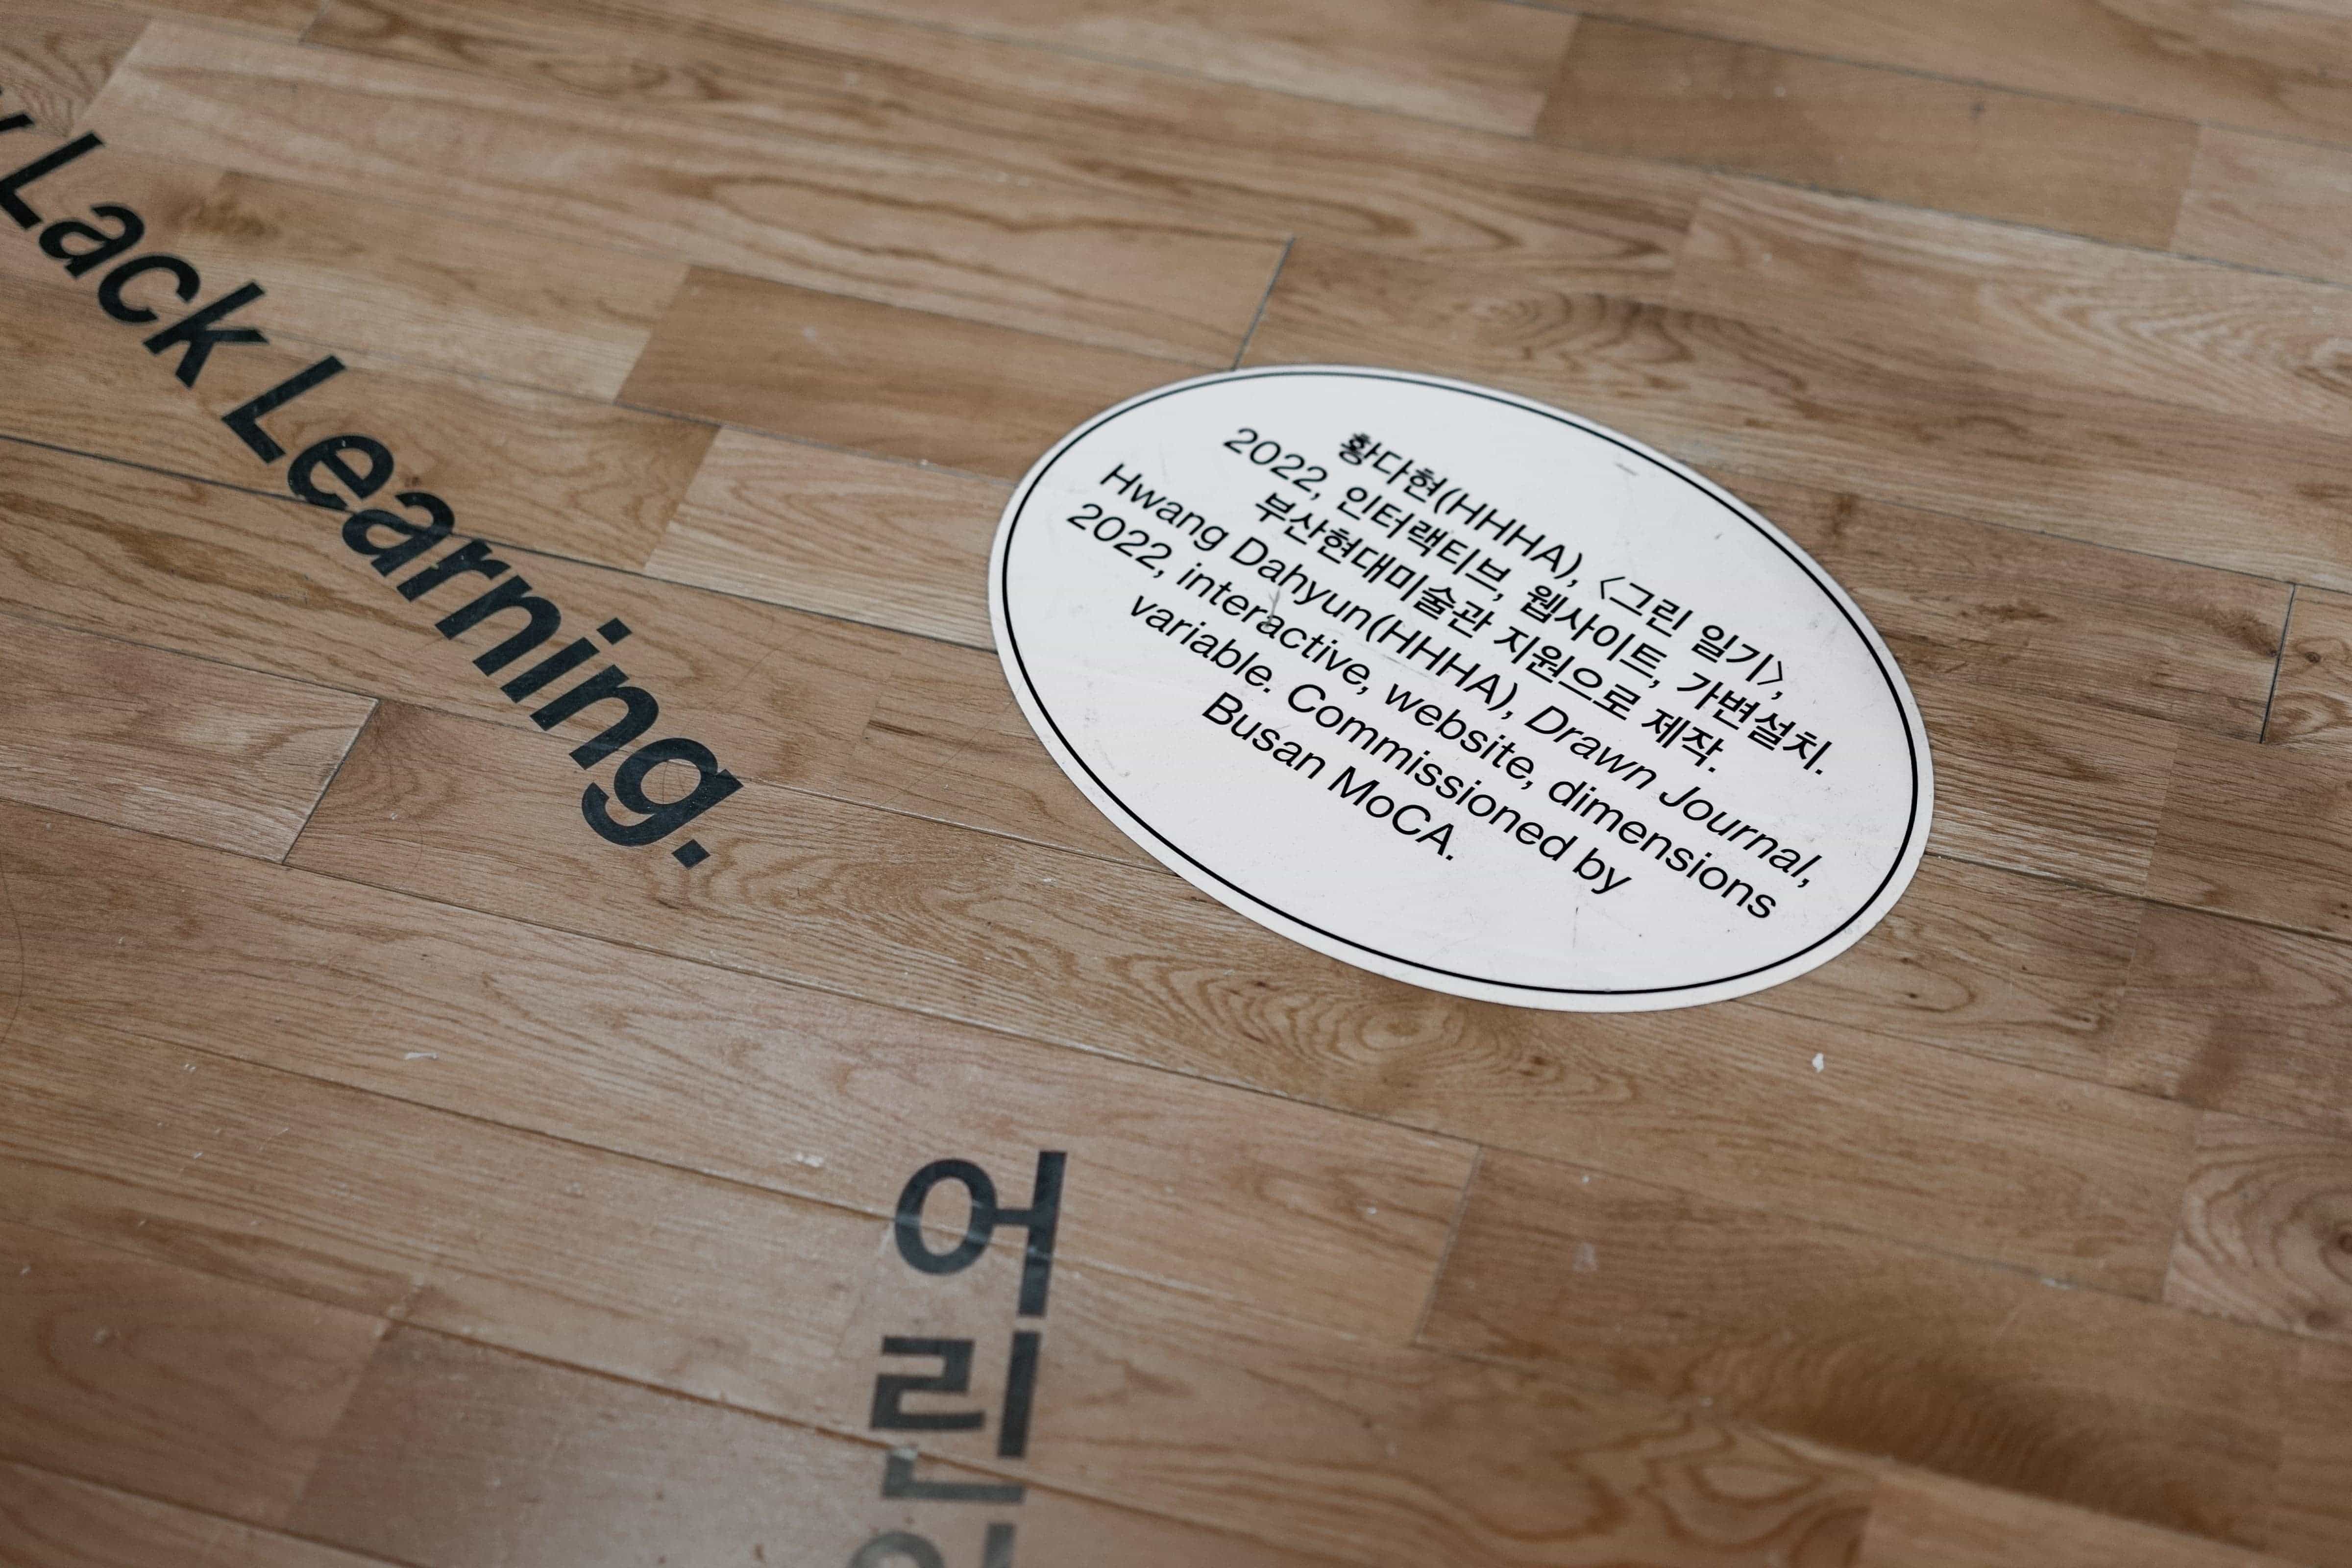 Lack Learning.
황다현(HHHA), 〈그린 일기〉,
2022, 인터랙티브, 웹사이트, 가변설치.
부산현대미술관 지원으로 제작.
Hwang Dahyun(HHHA), Drawn Journal,
2022, interactive, website, dimensions
variable. Commissioned by
Busan MoCA.
어린